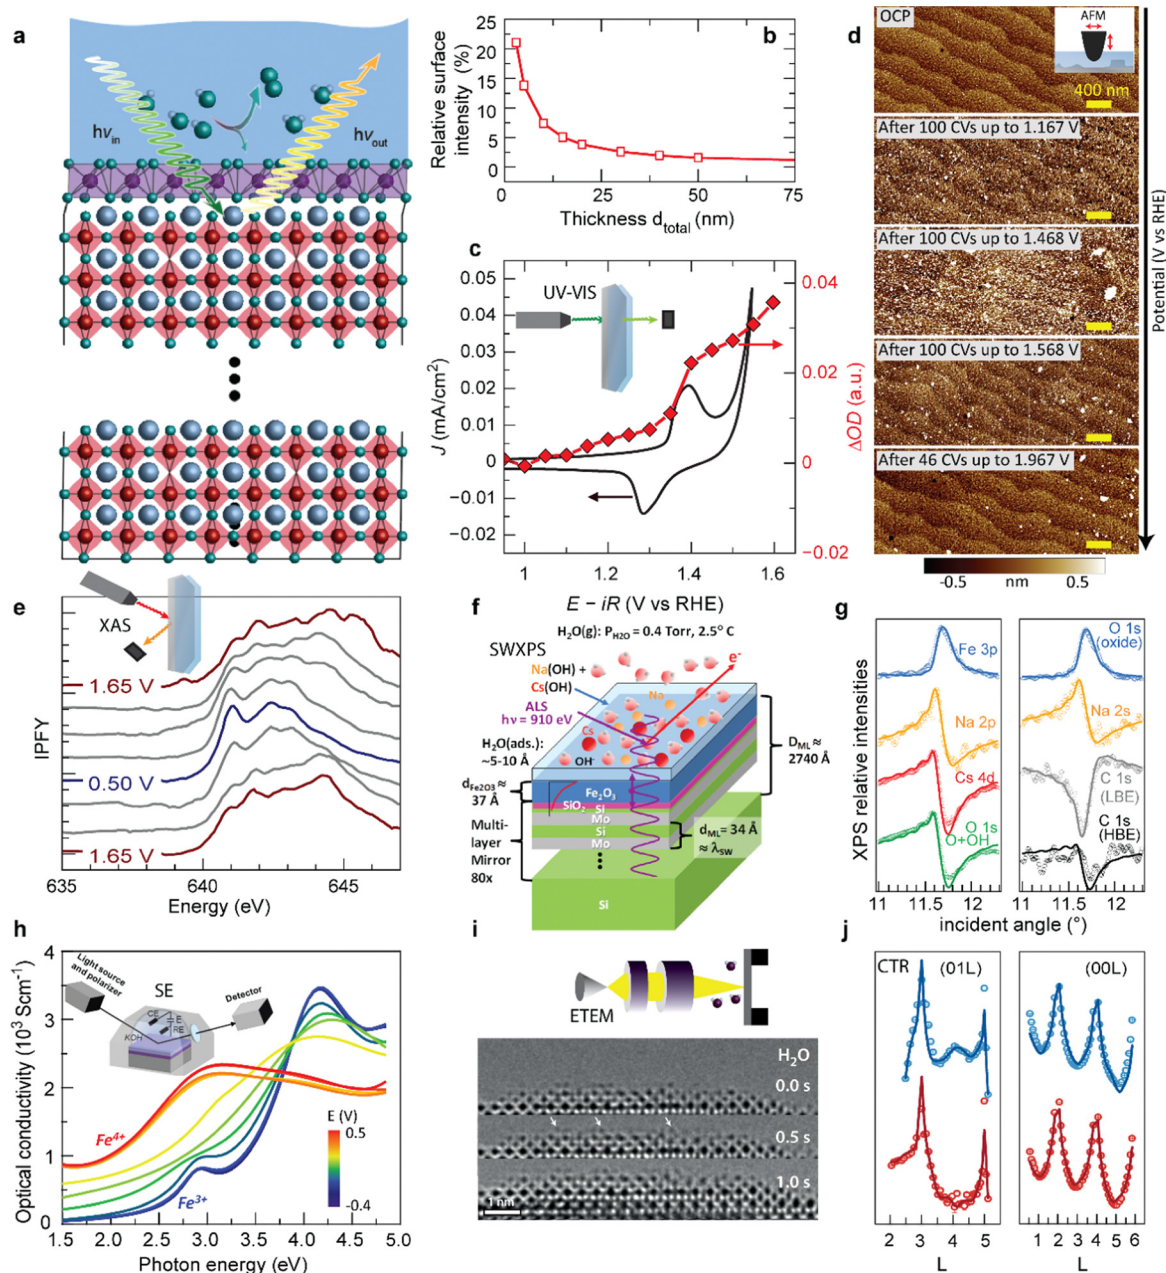 a
hν_in
hν_out
b
Relative surface
intensity (%)
25
20
15
10
5
0
0
25
50
75
Thickness d_total (nm)
c
UV-VIS
J (mA/cm²)
0.05
0.04
0.03
0.02
0.01
0
−0.01
−0.02
0.04
0.02
0
−0.02
ΔOD (a.u.)
1
1.2
1.4
1.6
E − iR (V vs RHE)
d
OCP
AFM
400 nm
After 100 CVs up to 1.167 V
After 100 CVs up to 1.468 V
After 100 CVs up to 1.568 V
After 46 CVs up to 1.967 V
Potential (V vs RHE)
-0.5
nm
0.5
e
XAS
IPFY
1.65 V
0.50 V
1.65 V
635
640
645
Energy (eV)
f
H₂O(g): P_H2O = 0.4 Torr, 2.5° C
SWXPS
Na(OH) +
Cs(OH)
ALS
hν = 910 eV
H₂O(ads.):
~5-10 Å
Na
Cs
OH⁻
e⁻
D_ML ≈
2740 Å
d_Fe2O3 ≈
37 Å
Fe₂O₃
SiO₂
Si
Mo
Si
Mo
Multi-
layer
Mirror
80x
d_ML = 34 Å
≈ λ_SW
Si
g
XPS relative intensities
Fe 3p
Na 2p
Cs 4d
O 1s
O+OH
O 1s
(oxide)
Na 2s
C 1s
(LBE)
C 1s
(HBE)
11
11.5
12
11
11.5
12
incident angle (°)
h
Light source
and polarizer
SE
Detector
CE
E
RE
KOH
Optical conductivity (10³ Scm⁻¹)
4
3
2
1
0
Fe⁴⁺
Fe³⁺
E (V)
0.5
-0.4
1.5
2.0
2.5
3.0
3.5
4.0
4.5
5.0
Photon energy (eV)
i
ETEM
H₂O
0.0 s
0.5 s
1.0 s
1 nm
j
CTR
(01L)
(00L)
2
3
4
5
L
1
2
3
4
5
6
L